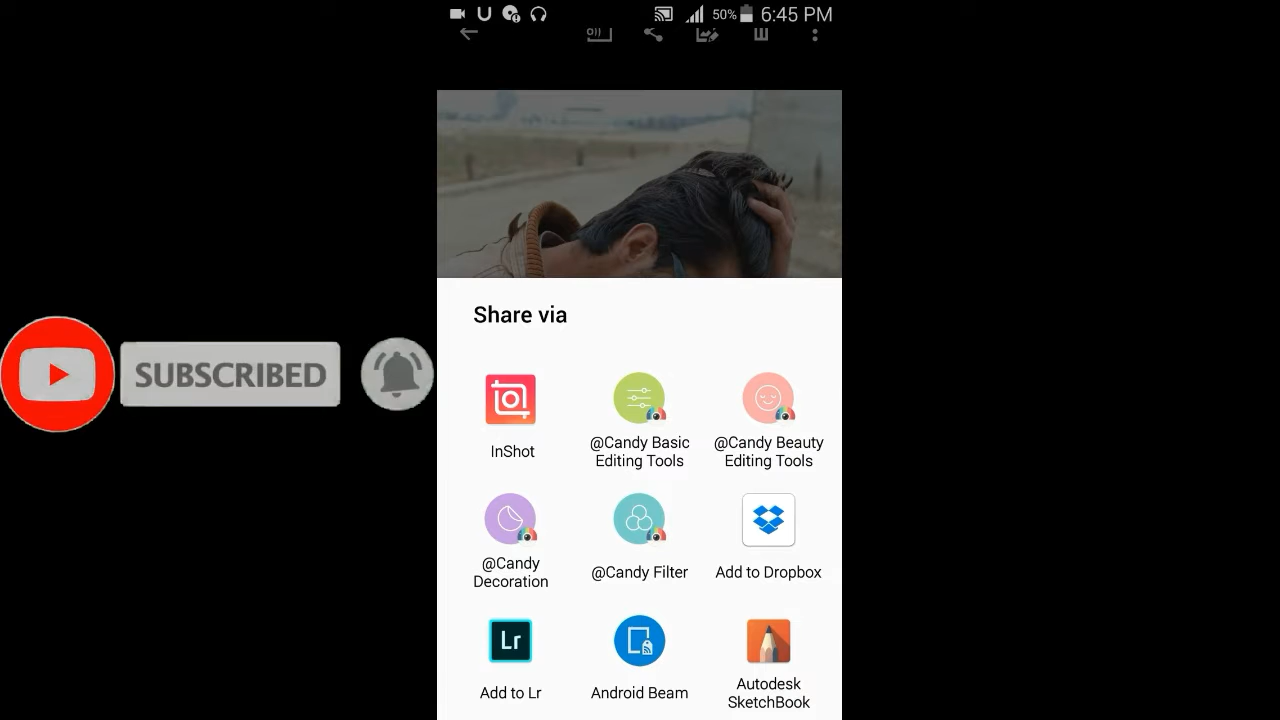 50% 6:45 PM
Share via
SUBSCRIBED
InShot
@Candy Basic
Editing Tools
@Candy Beauty
Editing Tools
@Candy
Decoration
@Candy Filter
Add to Dropbox
Lr
Add to Lr
Android Beam
Autodesk
SketchBook